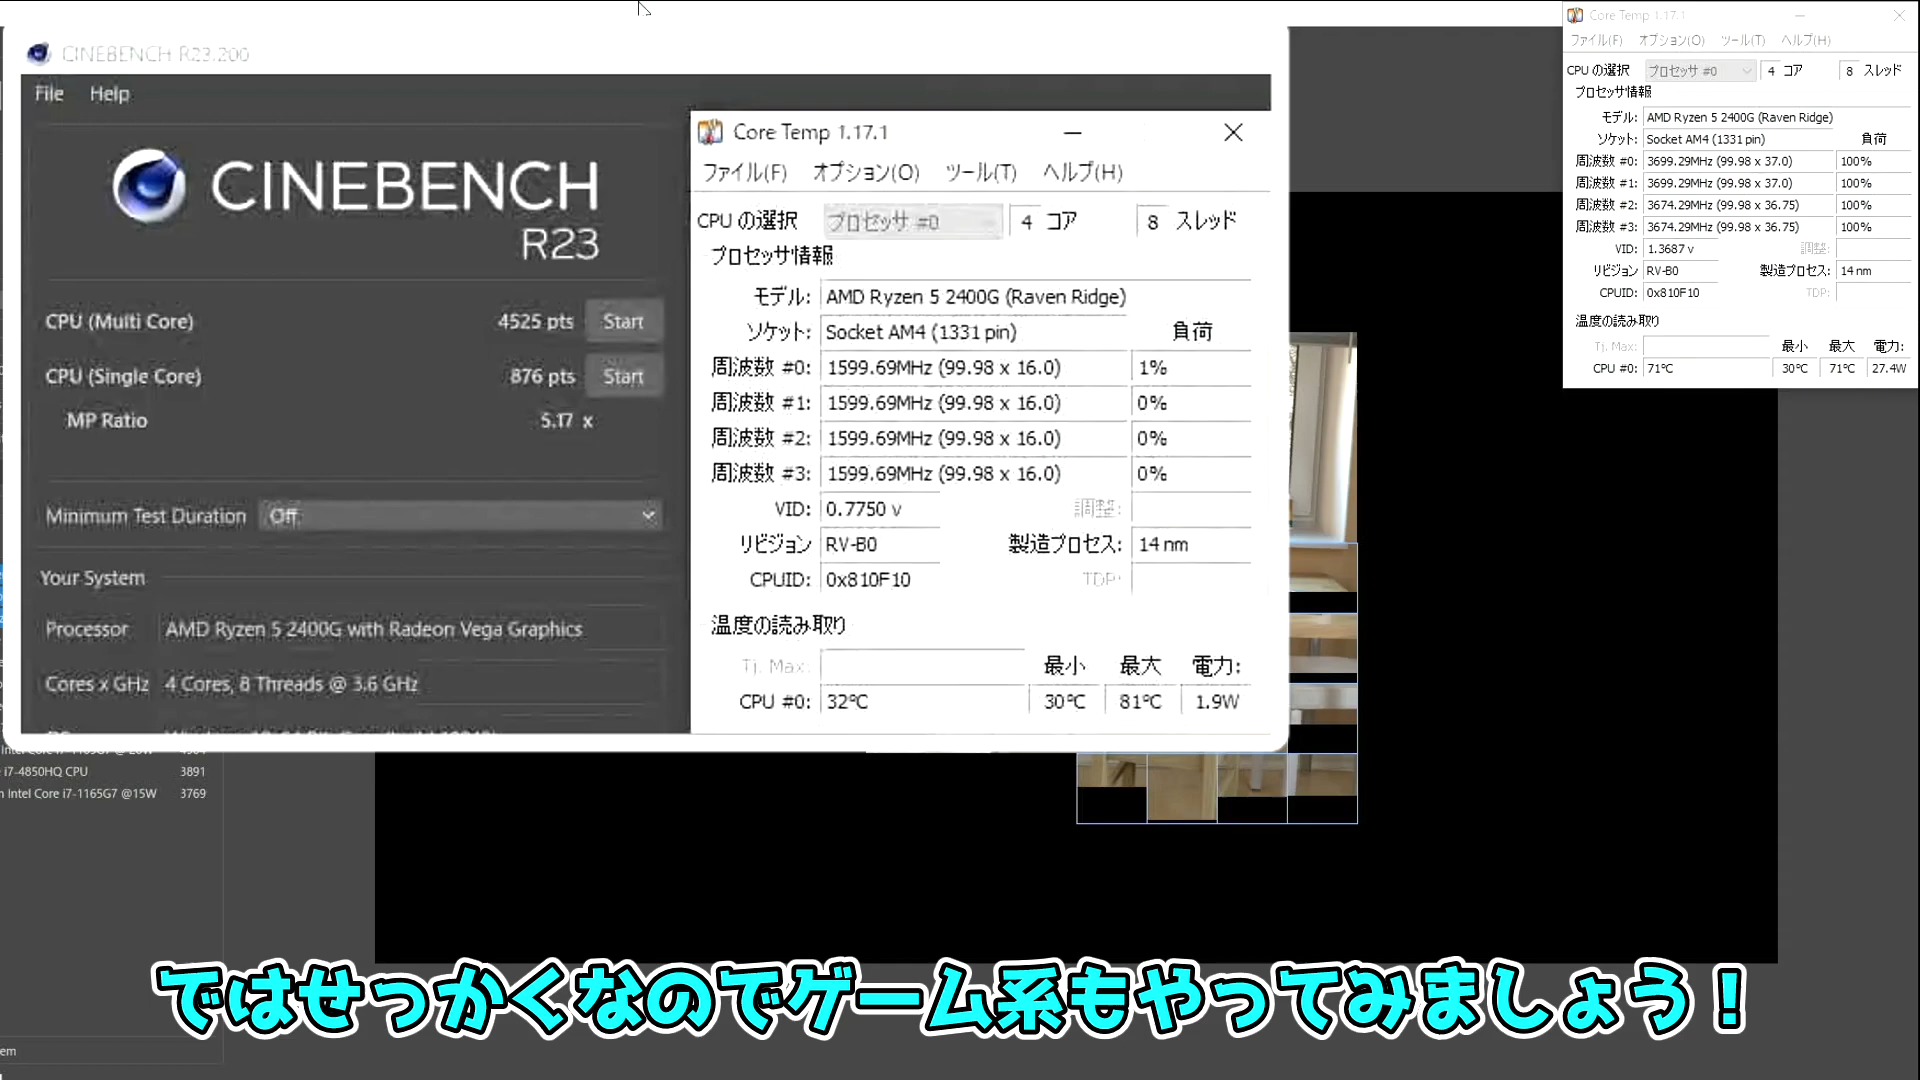 CINEBENCH R23.200
File Help
CINEBENCH
R23
CPU (Multi Core) 4525 pts Start
CPU (Single Core) 876 pts Start
MP Ratio 5.17 x
Minimum Test Duration Off
Your System
Processor AMD Ryzen 5 2400G with Radeon Vega Graphics
Cores x GHz 4 Cores, 8 Threads @ 3.6 GHz
i7-4850HQ CPU 3891
Intel Core i7-1165G7 @15W 3769
Core Temp 1.17.1
ファイル(F) オプション(O) ツール(T) ヘルプ(H)
CPU の選択 プロセッサ #0 4 コア 8 スレッド
プロセッサ情報
モデル: AMD Ryzen 5 2400G (Raven Ridge)
ソケット: Socket AM4 (1331 pin) 負荷
周波数 #0: 1599.69MHz (99.98 x 16.0) 1%
周波数 #1: 1599.69MHz (99.98 x 16.0) 0%
周波数 #2: 1599.69MHz (99.98 x 16.0) 0%
周波数 #3: 1599.69MHz (99.98 x 16.0) 0%
VID: 0.7750 v 調整:
リビジョン RV-B0 製造プロセス: 14 nm
CPUID: 0x810F10 TDP:
温度の読み取り
Tj. Max: 最小 最大 電力:
CPU #0: 32℃ 30℃ 81℃ 1.9W
Core Temp 1.17.1
ファイル(F) オプション(O) ツール(T) ヘルプ(H)
CPU の選択 プロセッサ #0 4 コア 8 スレッド
プロセッサ情報
モデル: AMD Ryzen 5 2400G (Raven Ridge)
ソケット: Socket AM4 (1331 pin) 負荷
周波数 #0: 3699.29MHz (99.98 x 37.0) 100%
周波数 #1: 3699.29MHz (99.98 x 37.0) 100%
周波数 #2: 3674.29MHz (99.98 x 36.75) 100%
周波数 #3: 3674.29MHz (99.98 x 36.75) 100%
VID: 1.3687 v 調整:
リビジョン RV-B0 製造プロセス: 14 nm
CPUID: 0x810F10 TDP:
温度の読み取り
Tj. Max: 最小 最大 電力:
CPU #0: 71℃ 30℃ 71℃ 27.4W
ではせっかくなのでゲーム系もやってみましょう！